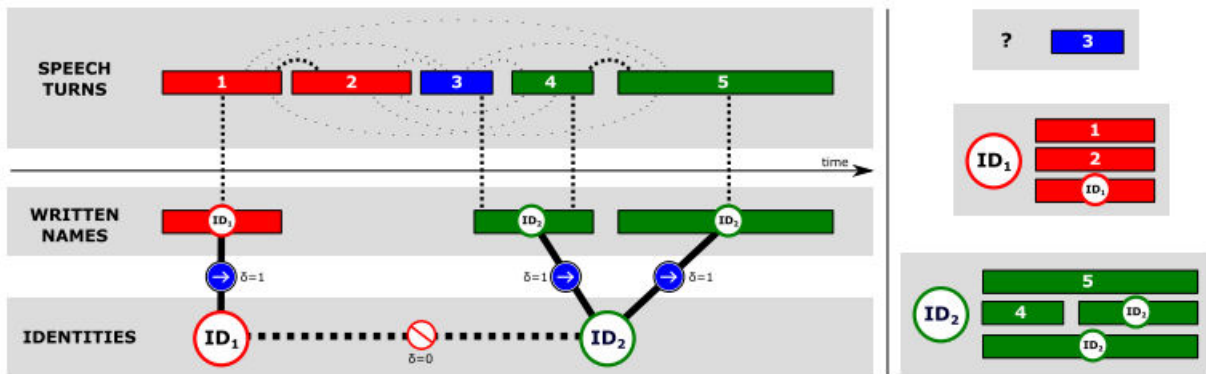 SPEECH
TURNS
1 2 3 4 5
time
WRITTEN
NAMES
ID₁ ID₂ ID₂
→ δ=1 δ=1 → → δ=1
IDENTITIES
ID₁ ID₂
δ=0
? 3
ID₁
1
2
ID₁
ID₂
5
4 ID₂
ID₂